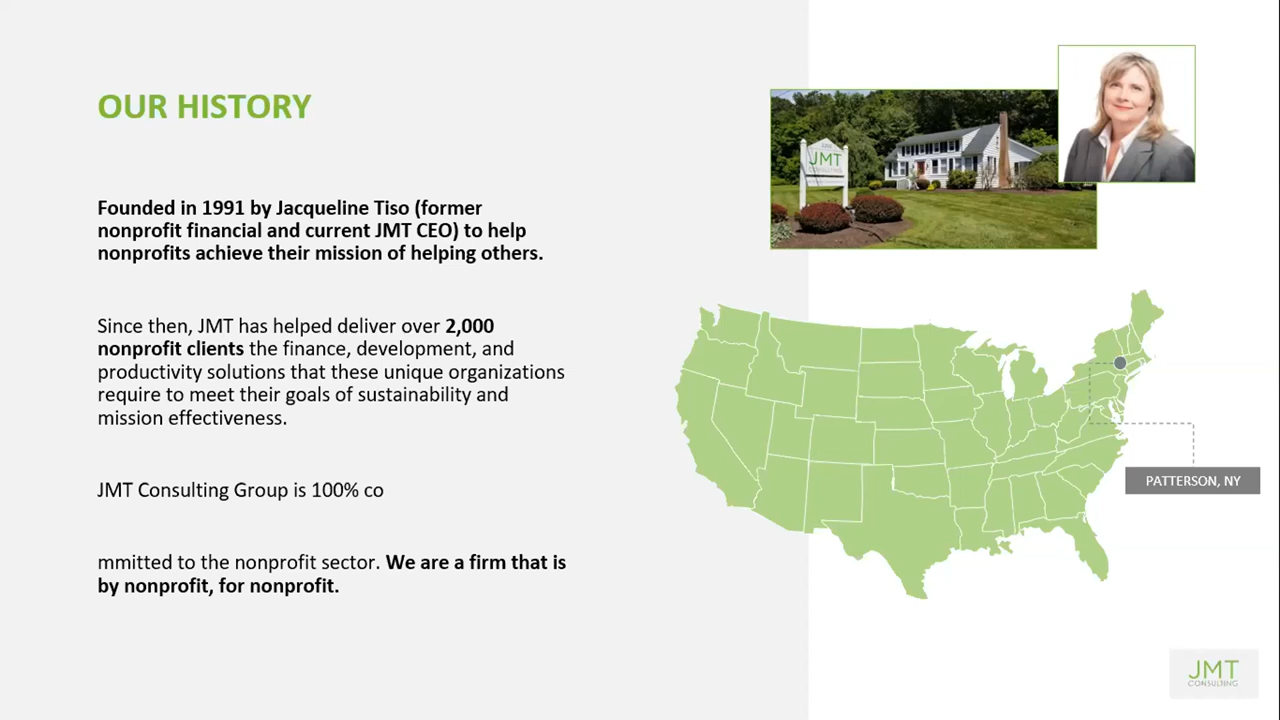 OUR HISTORY
Founded in 1991 by Jacqueline Tiso (former
nonprofit financial and current JMT CEO) to help
nonprofits achieve their mission of helping others.
Since then, JMT has helped deliver over 2,000
nonprofit clients the finance, development, and
productivity solutions that these unique organizations
require to meet their goals of sustainability and
mission effectiveness.
JMT Consulting Group is 100% co
mmitted to the nonprofit sector. We are a firm that is
by nonprofit, for nonprofit.
JMT
CONSULTING
PATTERSON, NY
JMT
CONSULTING